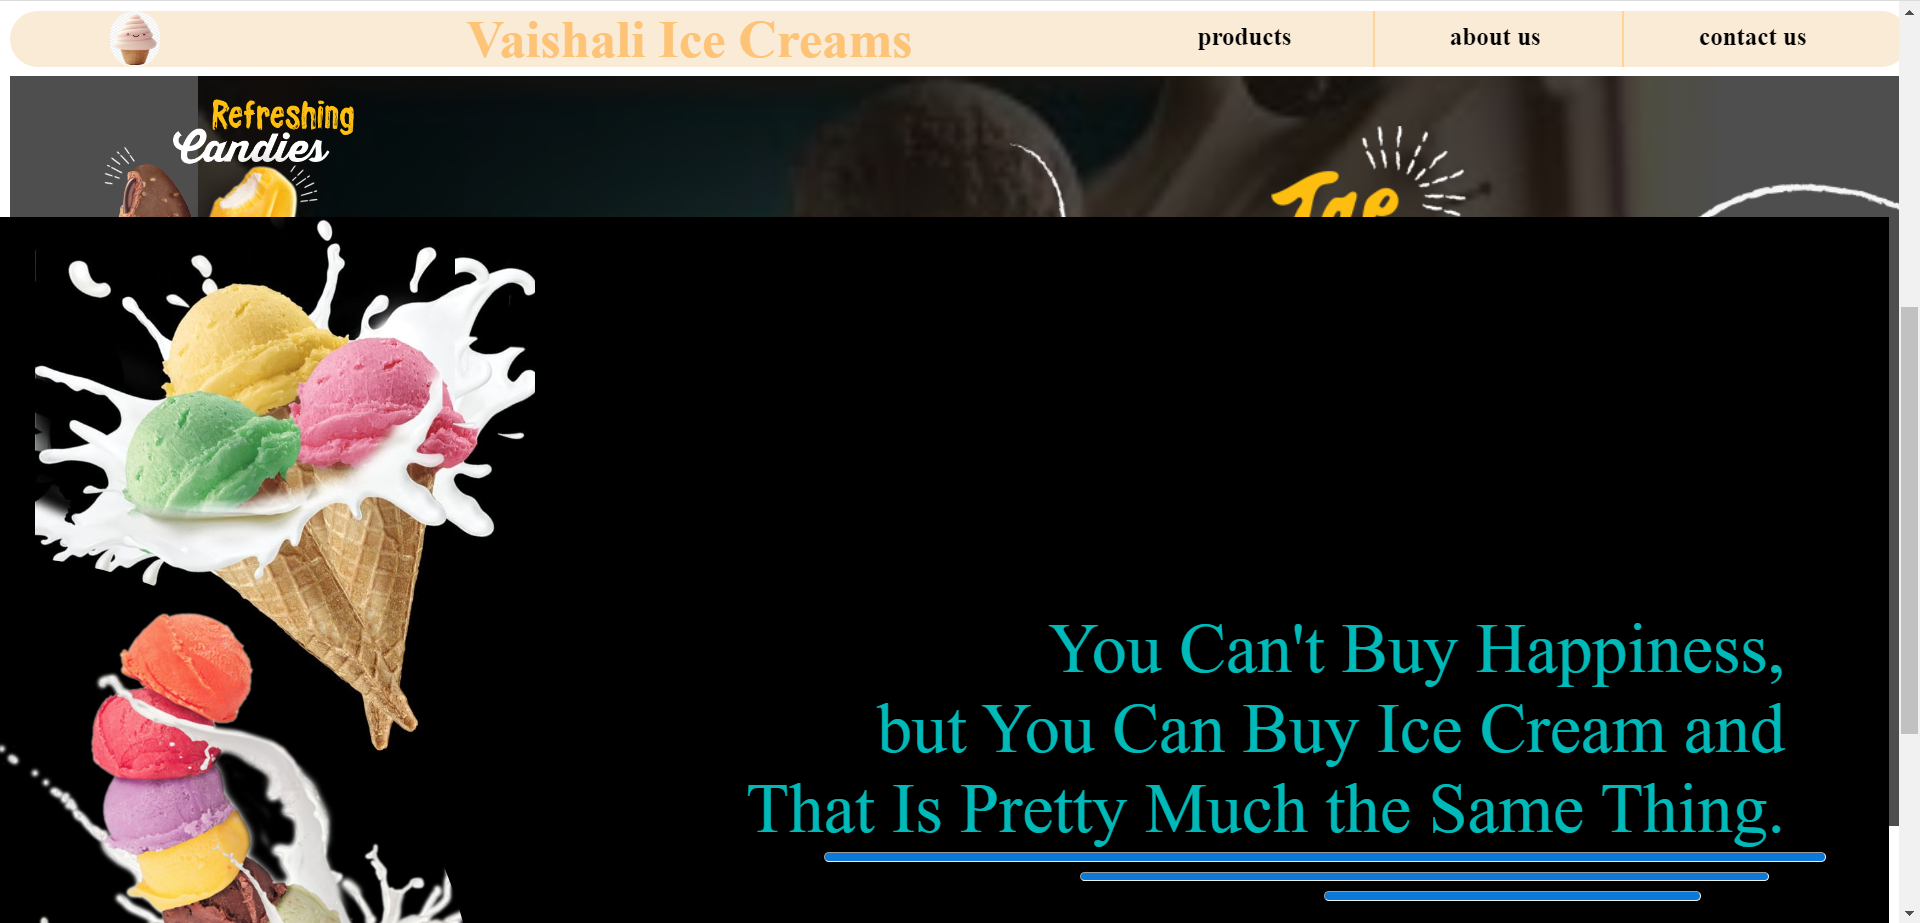 Vaishali Ice Creams
products
about us
contact us
Refreshing
Candies
You Can't Buy Happiness,
but You Can Buy Ice Cream and
That Is Pretty Much the Same Thing.